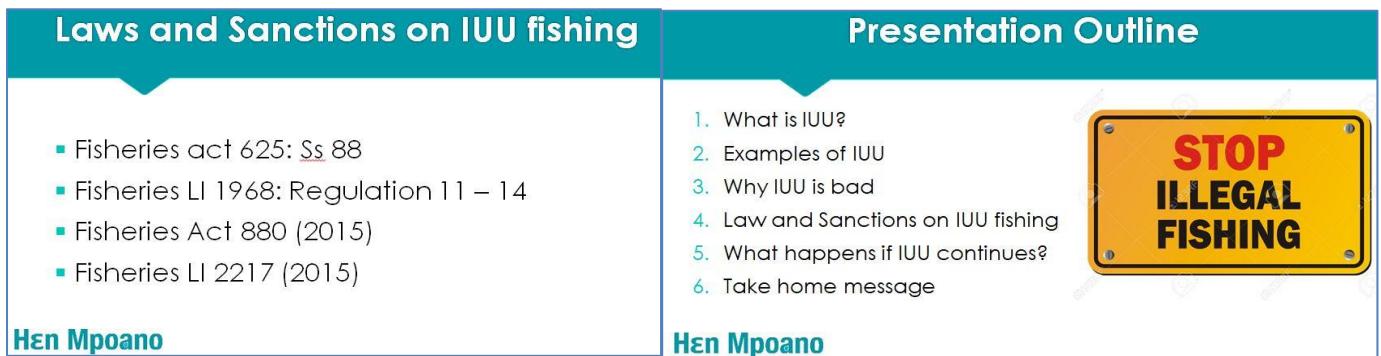 Laws and Sanctions on IUU fishing
Fisheries act 625: Ss 88
Fisheries LI 1968: Regulation 11 – 14
Fisheries Act 880 (2015)
Fisheries LI 2217 (2015)
Hɛn Mpoano
Presentation Outline
1. What is IUU?
2. Examples of IUU
3. Why IUU is bad
4. Law and Sanctions on IUU fishing
5. What happens if IUU continues?
6. Take home message
STOP
ILLEGAL
FISHING
Hɛn Mpoano